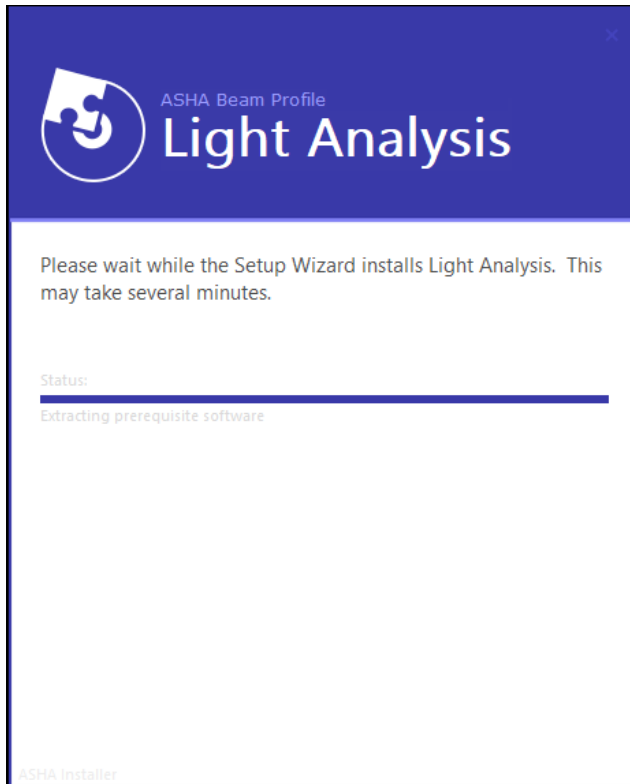 ASHA Beam Profile
Light Analysis
Please wait while the Setup Wizard installs Light Analysis.  This
may take several minutes.
Status:
Extracting prerequisite software
ASHA Installer